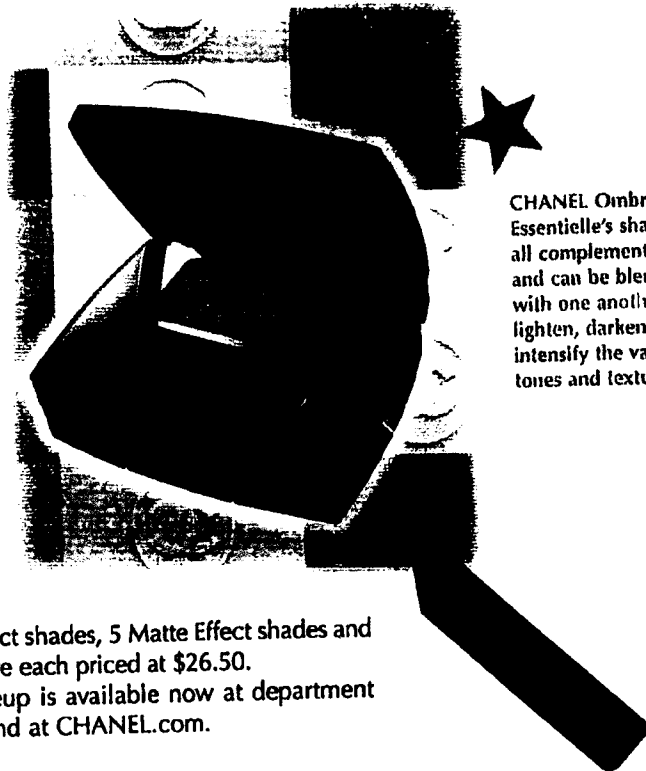 CHANEL Ombr
Essentielle's sha
all complement
and can be blen
with one anoth
lighten, darken
intensify the va
tones and textu
ct shades, 5 Matte Effect shades and
e each priced at $26.50.
eup is available now at department
nd at CHANEL.com.